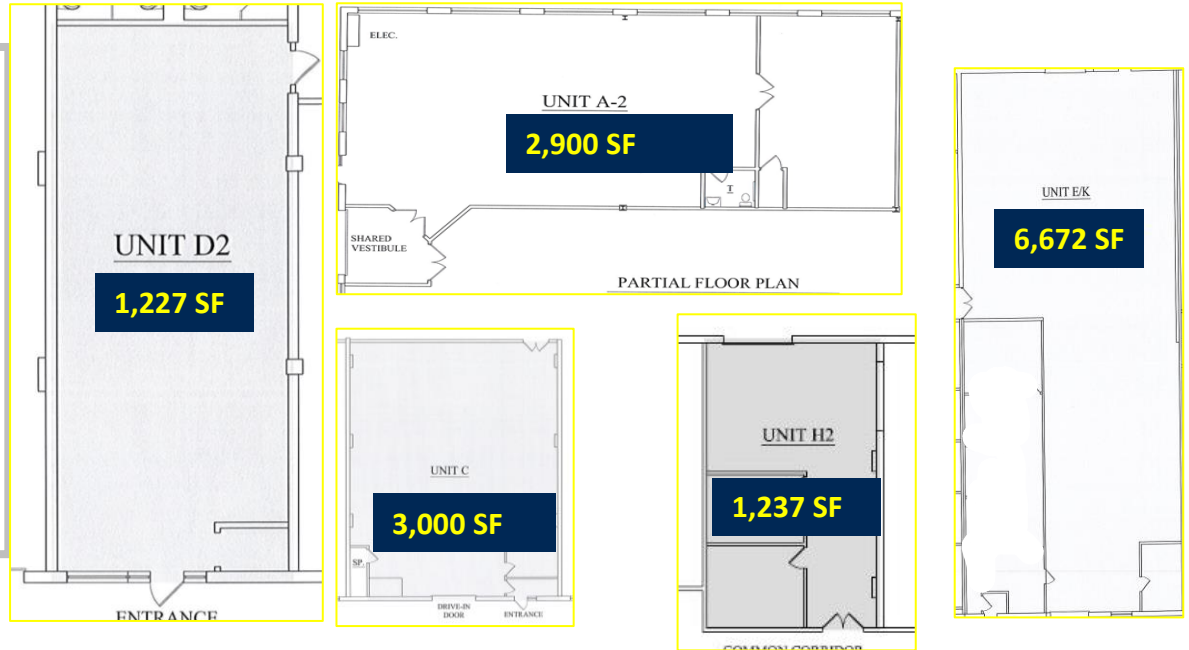 UNIT D2
1,227 SF
ENTRANCE
ELEC.
UNIT A-2
2,900 SF
T
SHARED
VESTIBULE
PARTIAL FLOOR PLAN
UNIT C
3,000 SF
SP.
DRIVE-IN
DOOR
ENTRANCE
UNIT H2
1,237 SF
COMMON CORRIDOR
UNIT E/K
6,672 SF